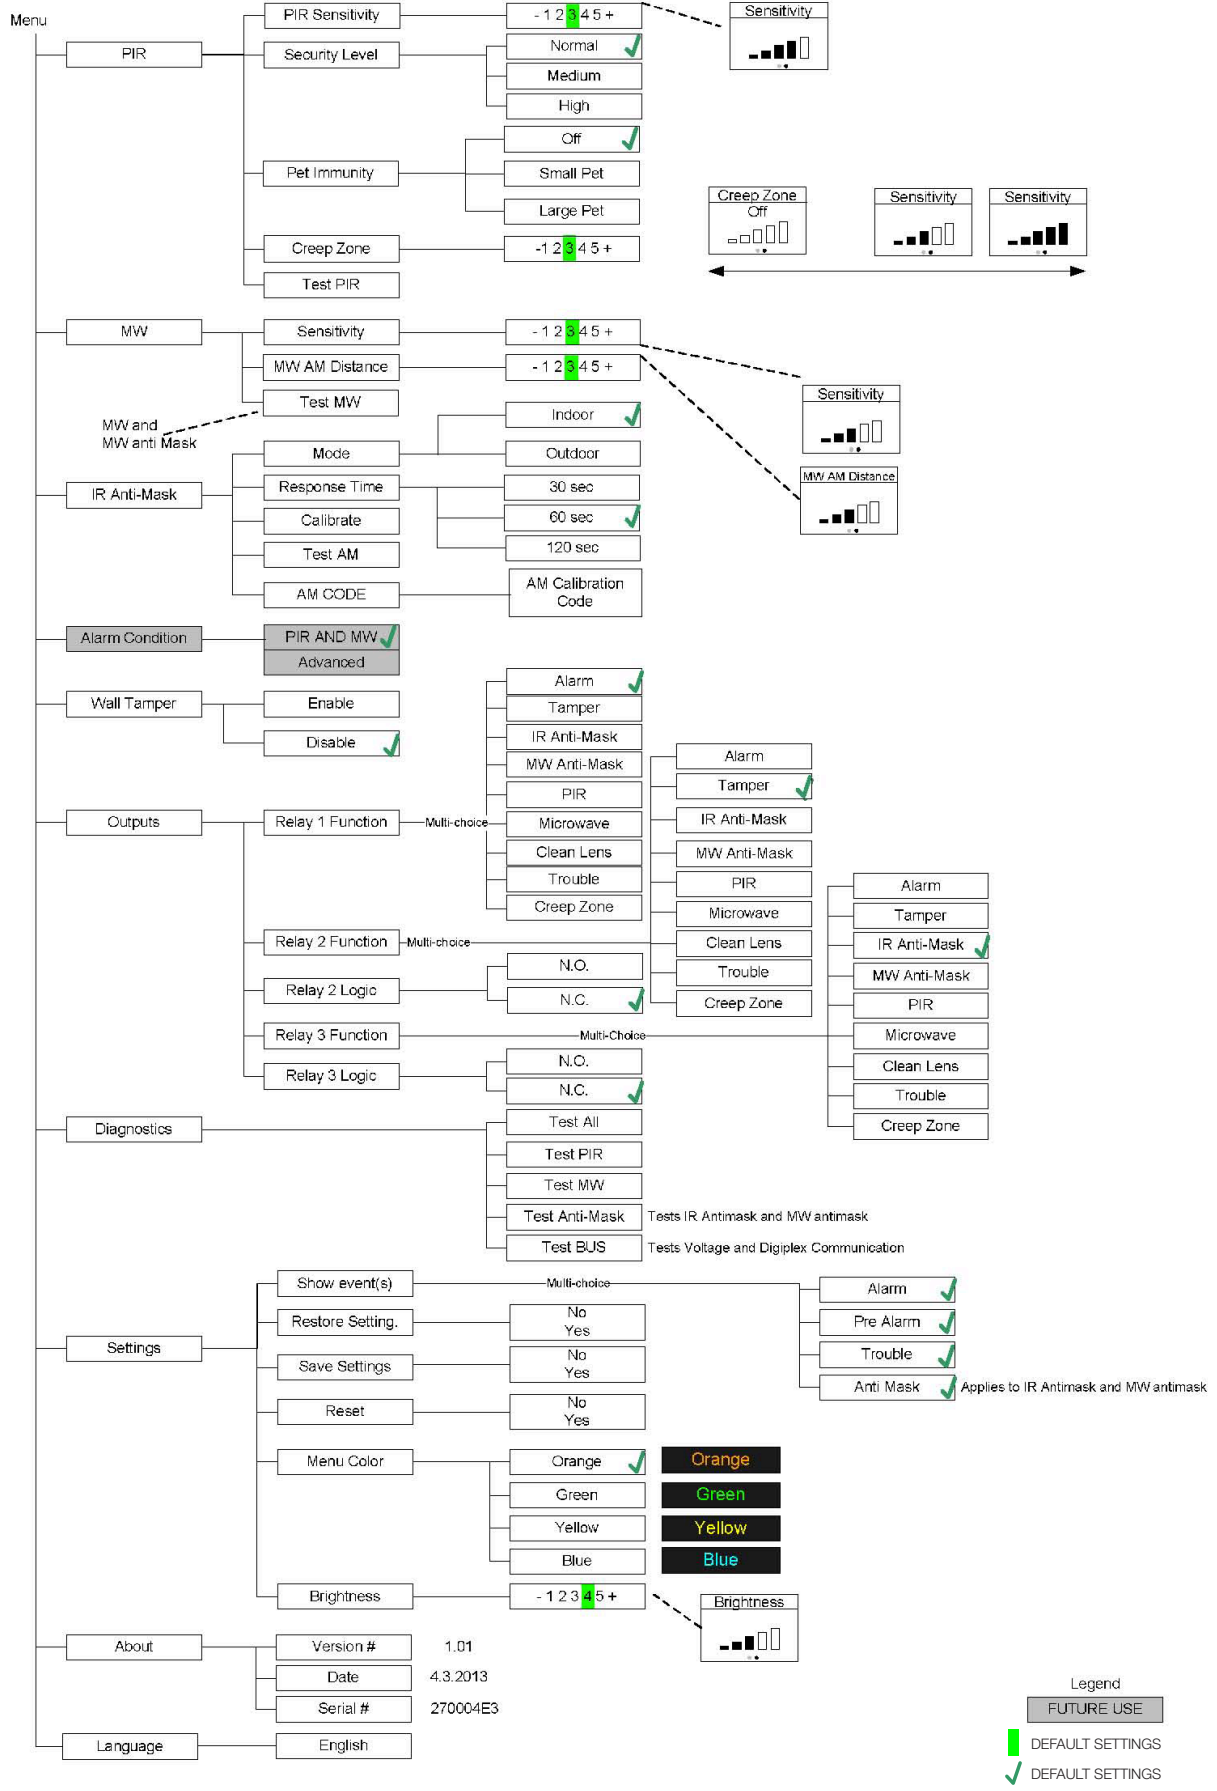 Menu
PIR
PIR Sensitivity
- 1 2 3 4 5 +
Sensitivity
Security Level
Normal
Medium
High
Pet Immunity
Off
Small Pet
Large Pet
Creep Zone
-1 2 3 4 5 +
Creep Zone
Off
Sensitivity
Sensitivity
Test PIR
MW
Sensitivity
- 1 2 3 4 5 +
MW AM Distance
- 1 2 3 4 5 +
Test MW
MW and
MW anti Mask
Sensitivity
MW AM Distance
IR Anti-Mask
Mode
Indoor
Outdoor
Response Time
30 sec
60 sec
120 sec
Calibrate
Test AM
AM CODE
AM Calibration
Code
Alarm Condition
PIR AND MW
Advanced
Wall Tamper
Enable
Disable
Outputs
Relay 1 Function
Multi-choice
Alarm
Tamper
IR Anti-Mask
MW Anti-Mask
PIR
Microwave
Clean Lens
Trouble
Creep Zone
Relay 2 Function
Multi-choice
Alarm
Tamper
IR Anti-Mask
MW Anti-Mask
PIR
Microwave
Clean Lens
Trouble
Creep Zone
Relay 2 Logic
N.O.
N.C.
Relay 3 Function
Multi-Choice
Alarm
Tamper
IR Anti-Mask
MW Anti-Mask
PIR
Microwave
Clean Lens
Trouble
Creep Zone
Relay 3 Logic
N.O.
N.C.
Diagnostics
Test All
Test PIR
Test MW
Test Anti-Mask
Tests IR Antimask and MW antimask
Test BUS
Tests Voltage and Digiplex Communication
Settings
Show event(s)
Multi-choice
Alarm
Pre Alarm
Trouble
Anti Mask
Applies to IR Antimask and MW antimask
Restore Setting.
No
Yes
Save Settings
No
Yes
Reset
No
Yes
Menu Color
Orange
Orange
Green
Green
Yellow
Yellow
Blue
Blue
Brightness
- 1 2 3 4 5 +
Brightness
About
Version #
1.01
Date
4.3.2013
Serial #
270004E3
Language
English
Legend
FUTURE USE
DEFAULT SETTINGS
DEFAULT SETTINGS